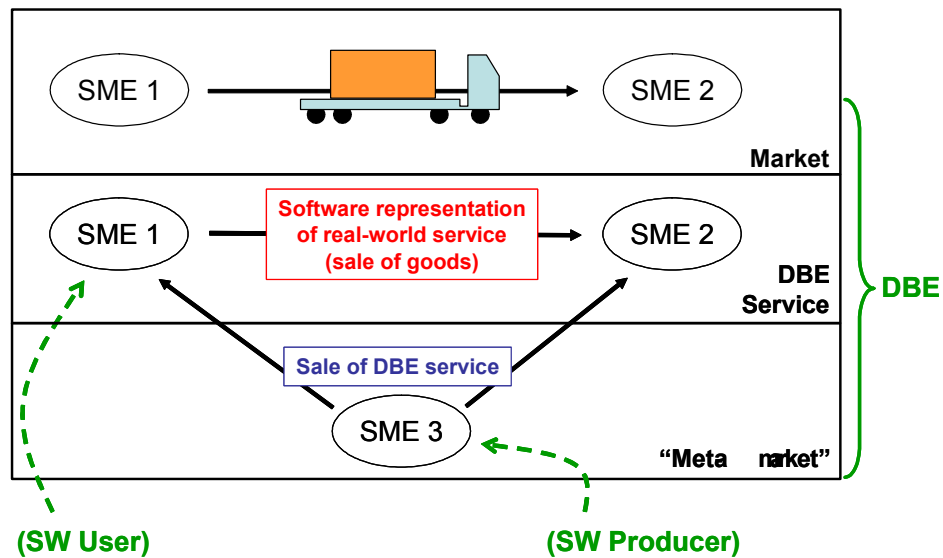 SME 1
SME 2
Market
SME 1
Software representation
of real-world service
(sale of goods)
SME 2
DBE
Service
DBE
Sale of DBE service
SME 3
“Meta market”
(SW User)
(SW Producer)